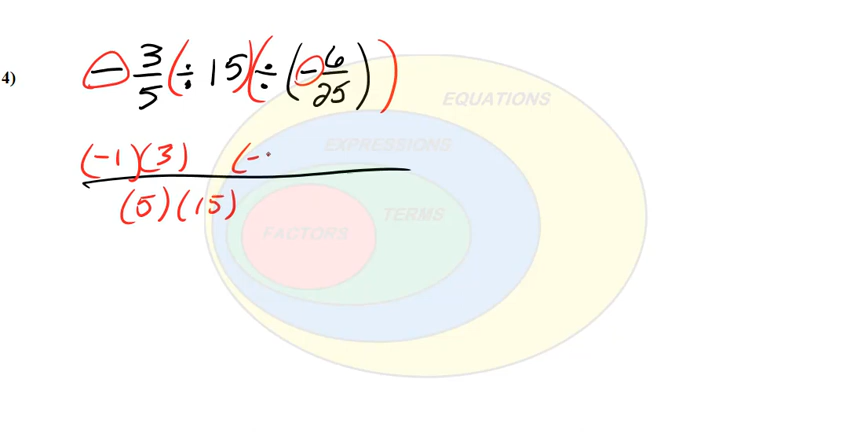 4) - 3/5 (÷ 15)(÷ (- 6/25))
EQUATIONS
EXPRESSIONS
(-1)(3) (-
(5)(15)
TERMS
FACTORS